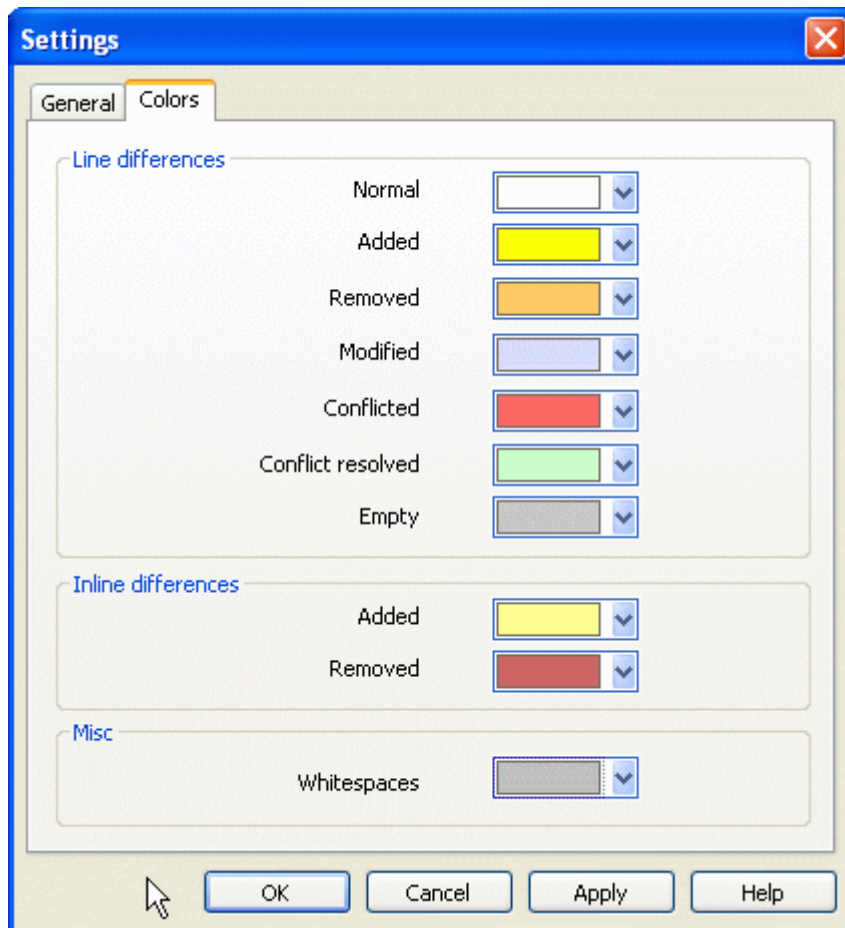 Settings
General Colors
Line differences
Normal
Added
Removed
Modified
Conflicted
Conflict resolved
Empty
Inline differences
Added
Removed
Misc
Whitespaces
OK Cancel Apply Help